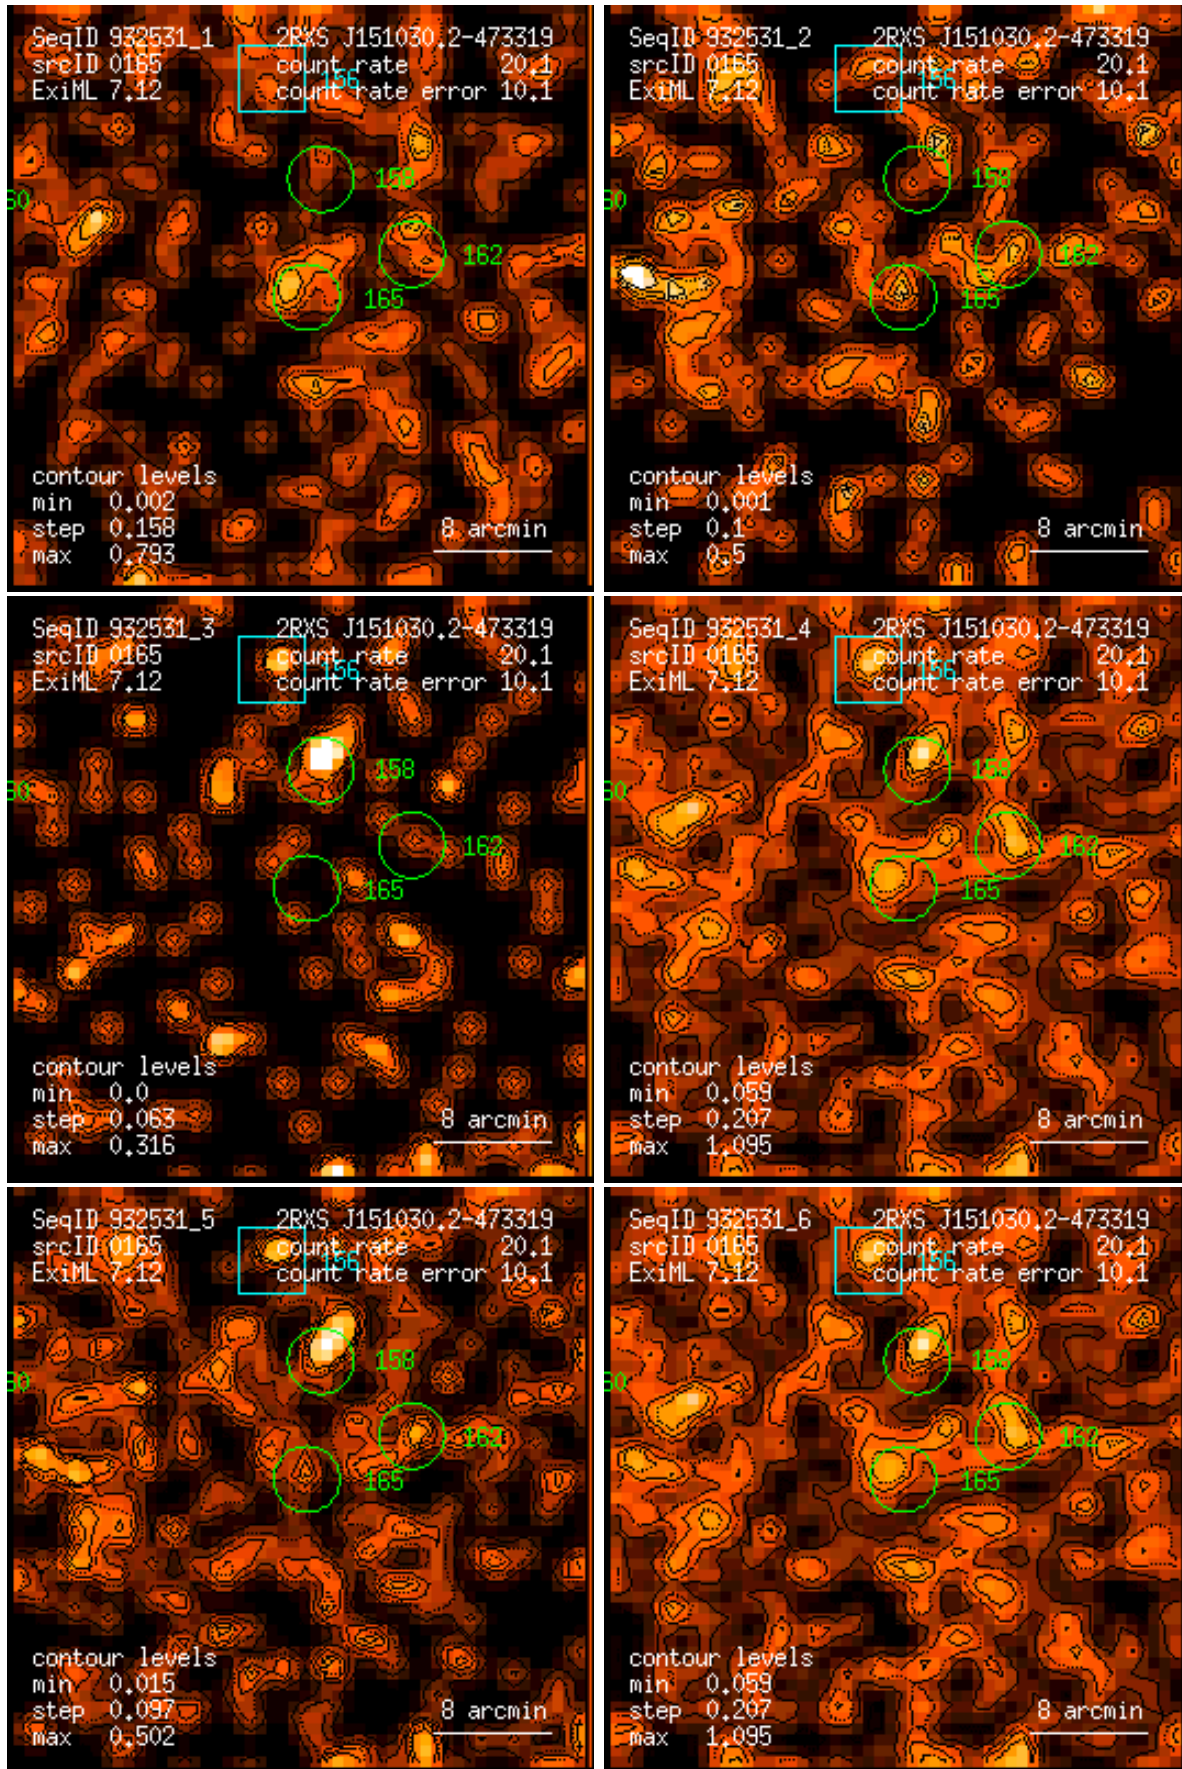 SeqID 932531_1 2RXS J151030.2-473319
srcID 0165 count rate 20.1
156
ExiML 7.12 count rate error 10.1
158
60
162
165
contour levels
min 0.002
step 0.158
max 0.793
8 arcmin
SeqID 932531_2 2RXS J151030.2-473319
srcID 0165 count rate 20.1
156
ExiML 7.12 count rate error 10.1
158
60
162
165
contour levels
min 0.001
step 0.1
max 0.5
8 arcmin
SeqID 932531_3 2RXS J151030.2-473319
srcID 0165 count rate 20.1
156
ExiML 7.12 count rate error 10.1
158
60
162
165
contour levels
min 0.0
step 0.063
max 0.316
8 arcmin
SeqID 932531_4 2RXS J151030.2-473319
srcID 0165 count rate 20.1
156
ExiML 7.12 count rate error 10.1
158
60
162
165
contour levels
min 0.059
step 0.207
max 1.095
8 arcmin
SeqID 932531_5 2RXS J151030.2-473319
srcID 0165 count rate 20.1
156
ExiML 7.12 count rate error 10.1
158
60
162
165
contour levels
min 0.015
step 0.097
max 0.502
8 arcmin
SeqID 932531_6 2RXS J151030.2-473319
srcID 0165 count rate 20.1
156
ExiML 7.12 count rate error 10.1
158
60
162
165
contour levels
min 0.059
step 0.207
max 1.095
8 arcmin